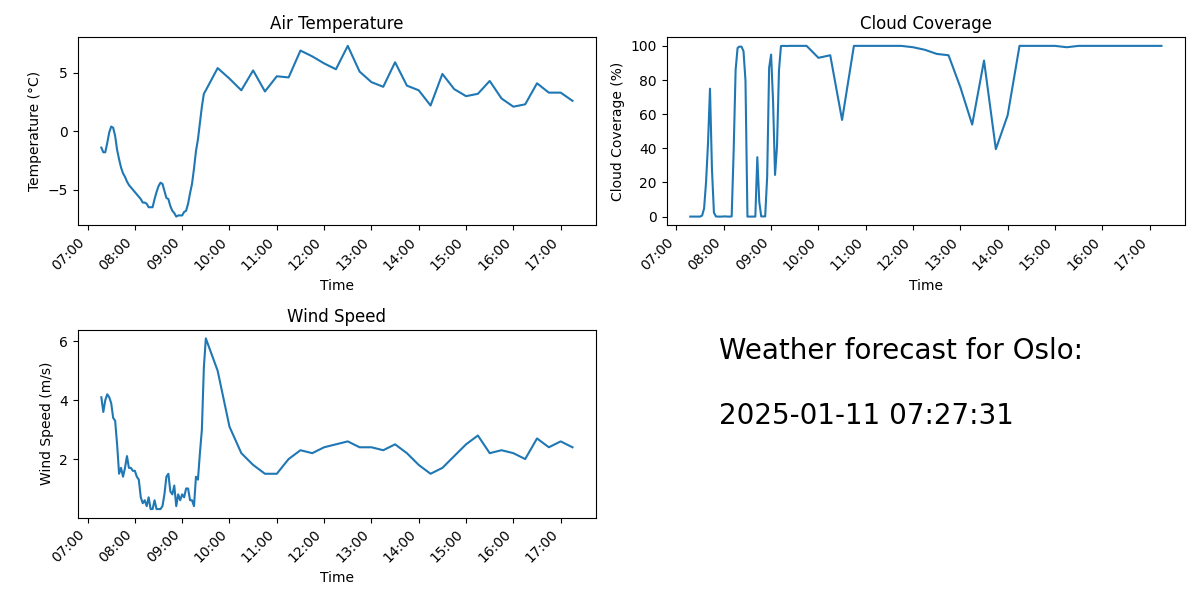 Air Temperature
Temperature (°C)
5
0
−5
07:00 08:00 09:00 10:00 11:00 12:00 13:00 14:00 15:00 16:00 17:00
Time
Cloud Coverage
Cloud Coverage (%)
100
80
60
40
20
0
07:00 08:00 09:00 10:00 11:00 12:00 13:00 14:00 15:00 16:00 17:00
Time
Wind Speed
Wind Speed (m/s)
6
4
2
07:00 08:00 09:00 10:00 11:00 12:00 13:00 14:00 15:00 16:00 17:00
Time
Weather forecast for Oslo:
2025-01-11 07:27:31